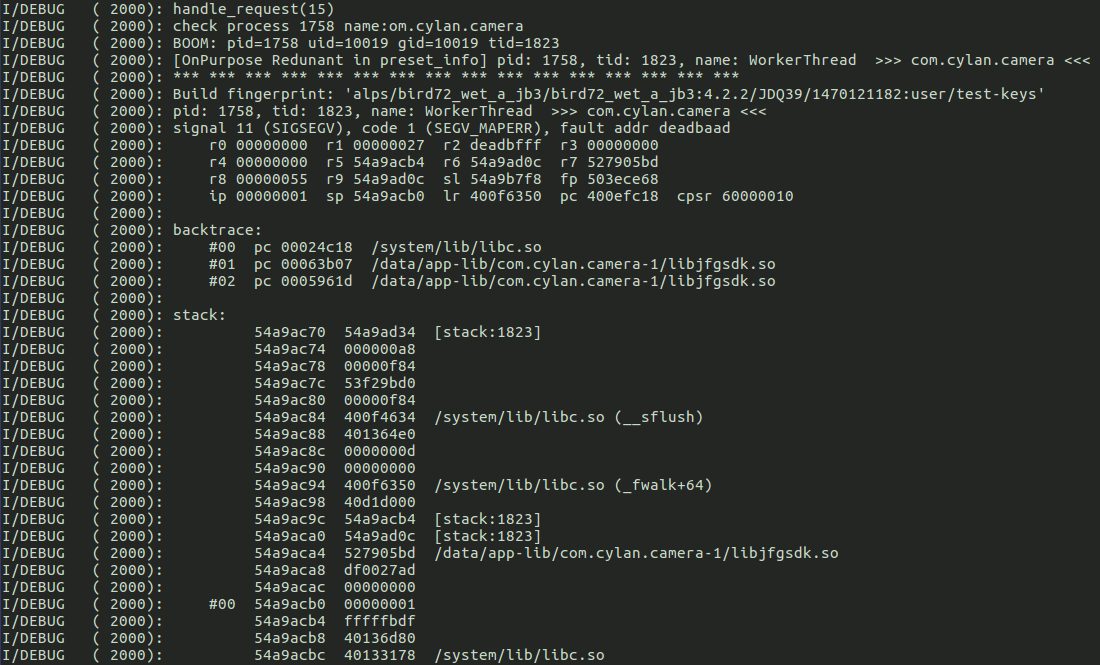 I/DEBUG   ( 2000): handle_request(15)
I/DEBUG   ( 2000): check process 1758 name:om.cylan.camera
I/DEBUG   ( 2000): BOOM: pid=1758 uid=10019 gid=10019 tid=1823
I/DEBUG   ( 2000): [OnPurpose Redunant in preset_info] pid: 1758, tid: 1823, name: WorkerThread  >>> com.cylan.camera <<<
I/DEBUG   ( 2000): *** *** *** *** *** *** *** *** *** *** *** *** *** *** *** ***
I/DEBUG   ( 2000): Build fingerprint: 'alps/bird72_wet_a_jb3/bird72_wet_a_jb3:4.2.2/JDQ39/1470121182:user/test-keys'
I/DEBUG   ( 2000): pid: 1758, tid: 1823, name: WorkerThread  >>> com.cylan.camera <<<
I/DEBUG   ( 2000): signal 11 (SIGSEGV), code 1 (SEGV_MAPERR), fault addr deadbaad
I/DEBUG   ( 2000):     r0 00000000  r1 00000027  r2 deadbfff  r3 00000000
I/DEBUG   ( 2000):     r4 00000000  r5 54a9acb4  r6 54a9ad0c  r7 527905bd
I/DEBUG   ( 2000):     r8 00000055  r9 54a9ad0c  sl 54a9b7f8  fp 503ece68
I/DEBUG   ( 2000):     ip 00000001  sp 54a9acb0  lr 400f6350  pc 400efc18  cpsr 60000010
I/DEBUG   ( 2000):
I/DEBUG   ( 2000): backtrace:
I/DEBUG   ( 2000):     #00  pc 00024c18  /system/lib/libc.so
I/DEBUG   ( 2000):     #01  pc 00063b07  /data/app-lib/com.cylan.camera-1/libjfgsdk.so
I/DEBUG   ( 2000):     #02  pc 0005961d  /data/app-lib/com.cylan.camera-1/libjfgsdk.so
I/DEBUG   ( 2000):
I/DEBUG   ( 2000): stack:
I/DEBUG   ( 2000):          54a9ac70  54a9ad34  [stack:1823]
I/DEBUG   ( 2000):          54a9ac74  000000a8
I/DEBUG   ( 2000):          54a9ac78  00000f84
I/DEBUG   ( 2000):          54a9ac7c  53f29bd0
I/DEBUG   ( 2000):          54a9ac80  00000f84
I/DEBUG   ( 2000):          54a9ac84  400f4634  /system/lib/libc.so (__sflush)
I/DEBUG   ( 2000):          54a9ac88  401364e0
I/DEBUG   ( 2000):          54a9ac8c  0000000d
I/DEBUG   ( 2000):          54a9ac90  00000000
I/DEBUG   ( 2000):          54a9ac94  400f6350  /system/lib/libc.so (_fwalk+64)
I/DEBUG   ( 2000):          54a9ac98  40d1d000
I/DEBUG   ( 2000):          54a9ac9c  54a9acb4  [stack:1823]
I/DEBUG   ( 2000):          54a9aca0  54a9ad0c  [stack:1823]
I/DEBUG   ( 2000):          54a9aca4  527905bd  /data/app-lib/com.cylan.camera-1/libjfgsdk.so
I/DEBUG   ( 2000):          54a9aca8  df0027ad
I/DEBUG   ( 2000):          54a9acac  00000000
I/DEBUG   ( 2000):     #00  54a9acb0  00000001
I/DEBUG   ( 2000):          54a9acb4  fffffbdf
I/DEBUG   ( 2000):          54a9acb8  40136d80
I/DEBUG   ( 2000):          54a9acbc  40133178  /system/lib/libc.so